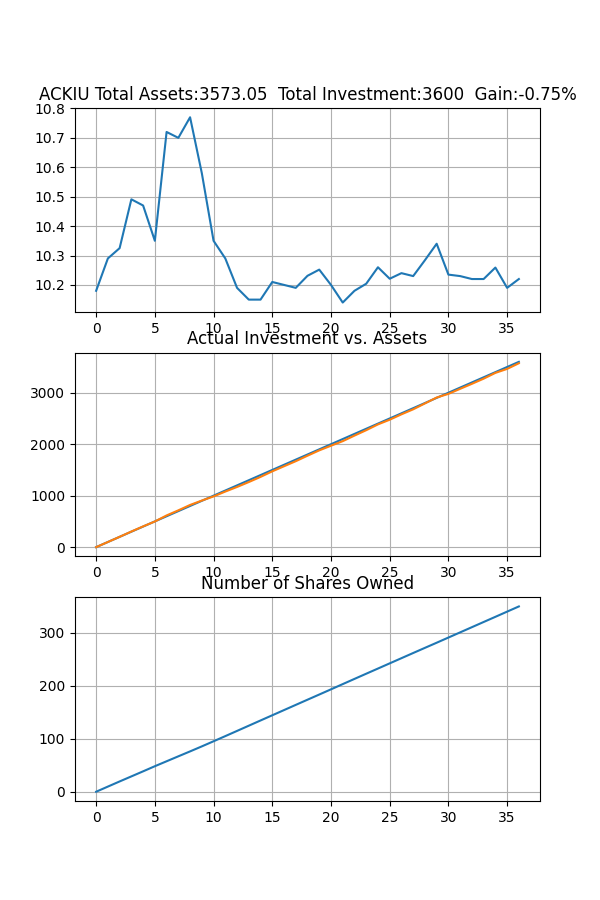 ACKIU Total Assets:3573.05  Total Investment:3600  Gain:-0.75%
10.8
10.7
10.6
10.5
10.4
10.3
10.2
0 5 10 15 20 25 30 35
Actual Investment vs. Assets
3000
2000
1000
0
0 5 10 15 20 25 30 35
Number of Shares Owned
300
200
100
0
0 5 10 15 20 25 30 35